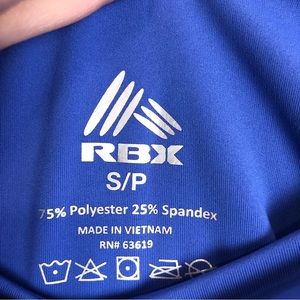 RBX
S/P
75% Polyester 25% Spandex
MADE IN VIETNAM
RN# 63619